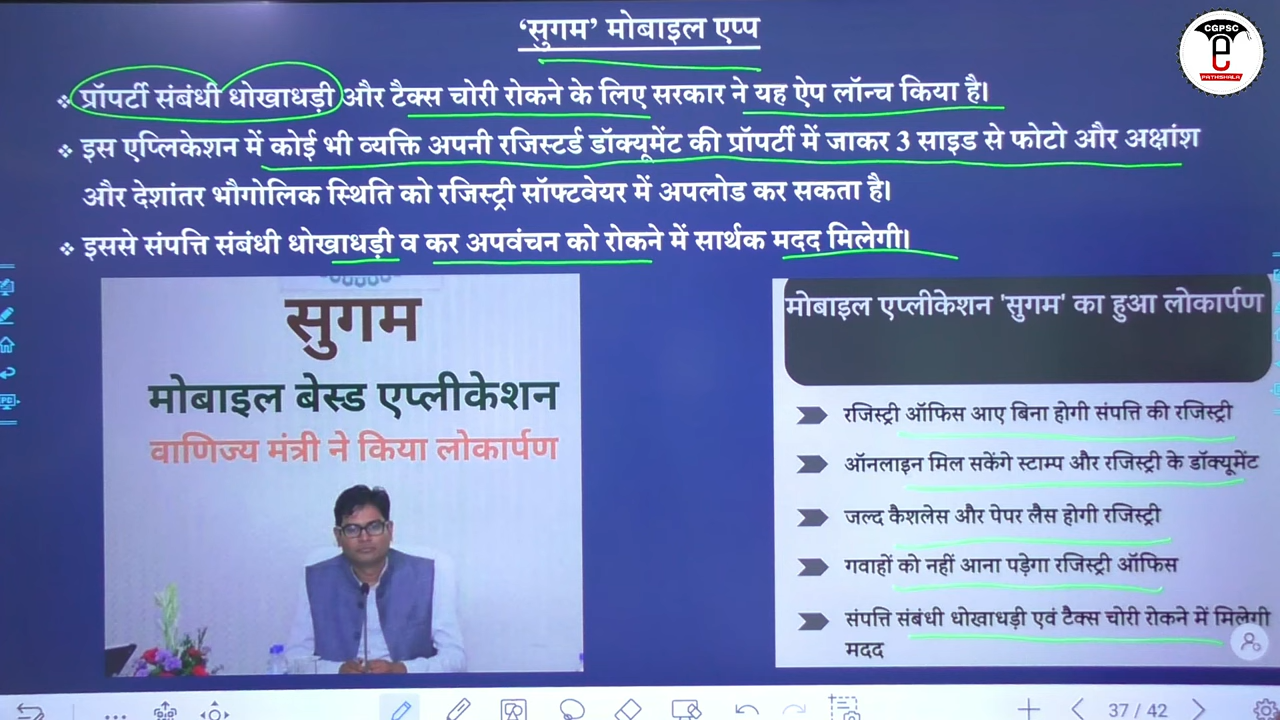 ‘सुगम’ मोबाइल एप्प
CGPSC
e
PATHSHALA
❖ प्रॉपर्टी संबंधी धोखाधड़ी और टैक्स चोरी रोकने के लिए सरकार ने यह ऐप लॉन्च किया है।
❖ इस एप्लिकेशन में कोई भी व्यक्ति अपनी रजिस्टर्ड डॉक्यूमेंट की प्रॉपर्टी में जाकर 3 साइड से फोटो और अक्षांश
और देशांतर भौगोलिक स्थिति को रजिस्ट्री सॉफ्टवेयर में अपलोड कर सकता है।
❖ इससे संपत्ति संबंधी धोखाधड़ी व कर अपवंचन को रोकने में सार्थक मदद मिलेगी।
सुगम
मोबाइल बेस्ड एप्लीकेशन
वाणिज्य मंत्री ने किया लोकार्पण
मोबाइल एप्लीकेशन 'सुगम' का हुआ लोकार्पण
रजिस्ट्री ऑफिस आए बिना होगी संपत्ति की रजिस्ट्री
ऑनलाइन मिल सकेंगे स्टाम्प और रजिस्ट्री के डॉक्यूमेंट
जल्द कैशलेस और पेपर लैस होगी रजिस्ट्री
गवाहों को नहीं आना पड़ेगा रजिस्ट्री ऑफिस
संपत्ति संबंधी धोखाधड़ी एवं टैक्स चोरी रोकने में मिलेगी
मदद
37 / 42